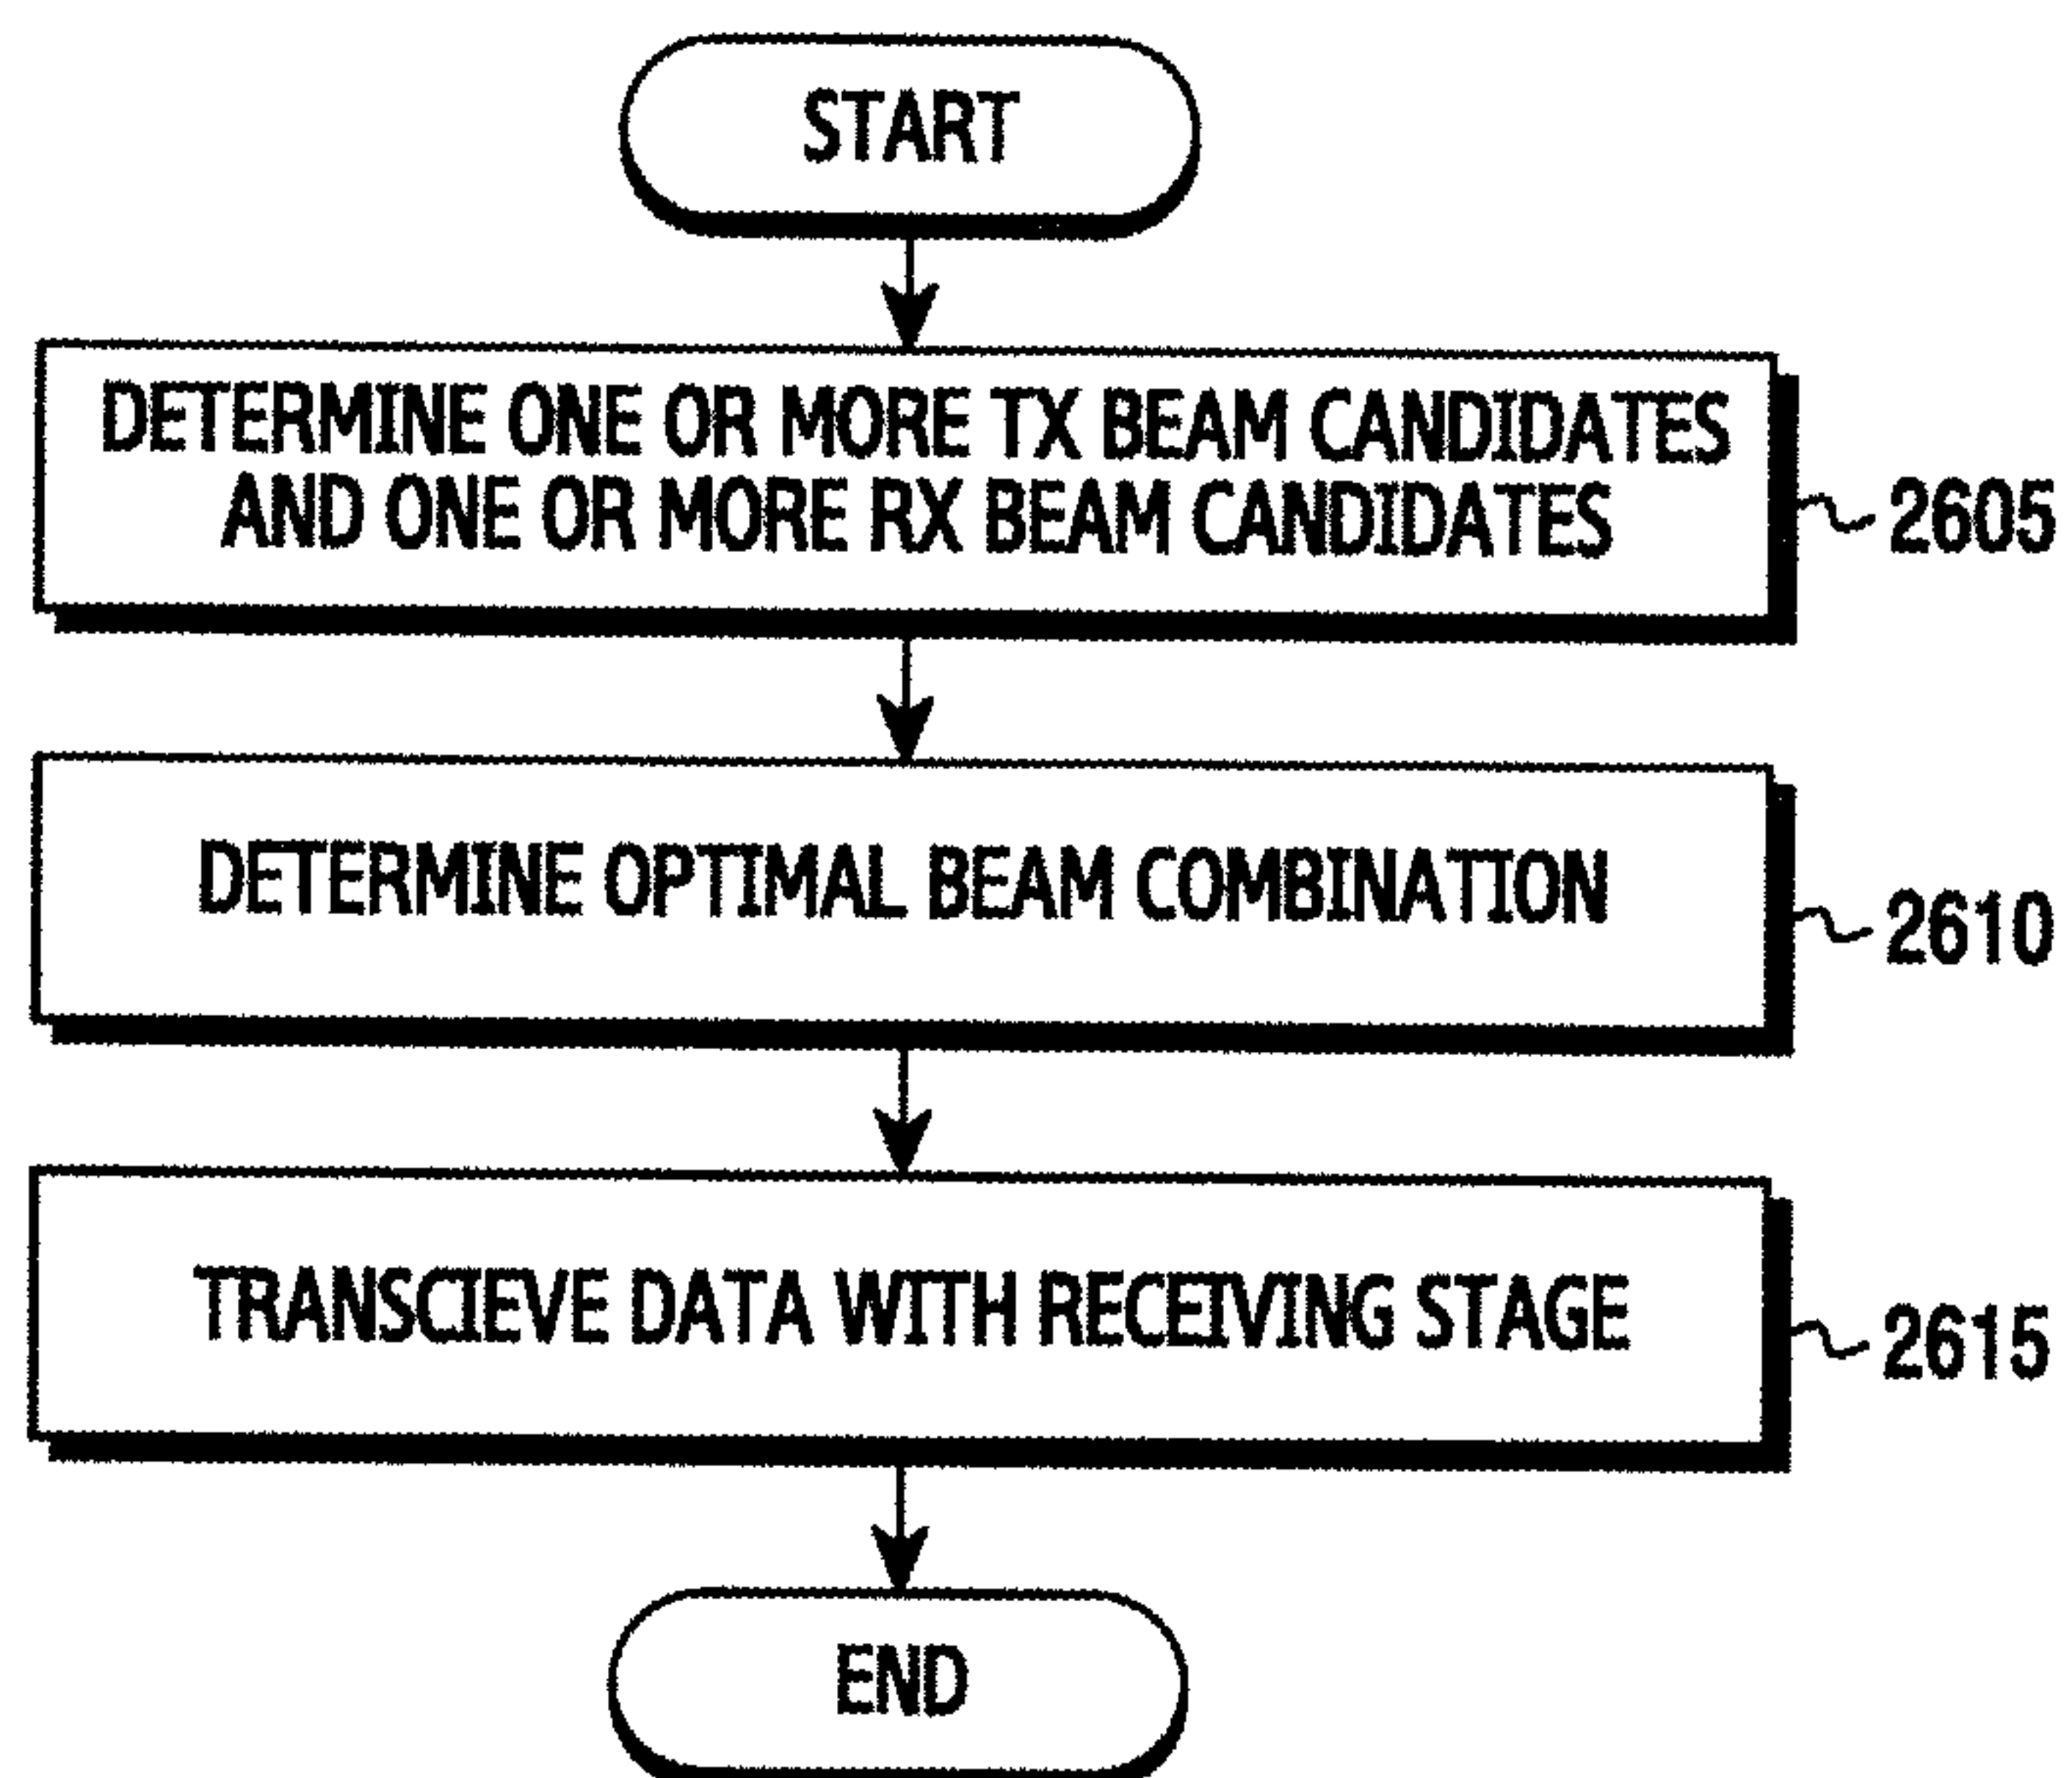 START
DETERMINE ONE OR MORE TX BEAM CANDIDATES
AND ONE OR MORE RX BEAM CANDIDATES
2605
DETERMINE OPTIMAL BEAM COMBINATION
2610
TRANSCIEVE DATA WITH RECEIVING STAGE
2615
END